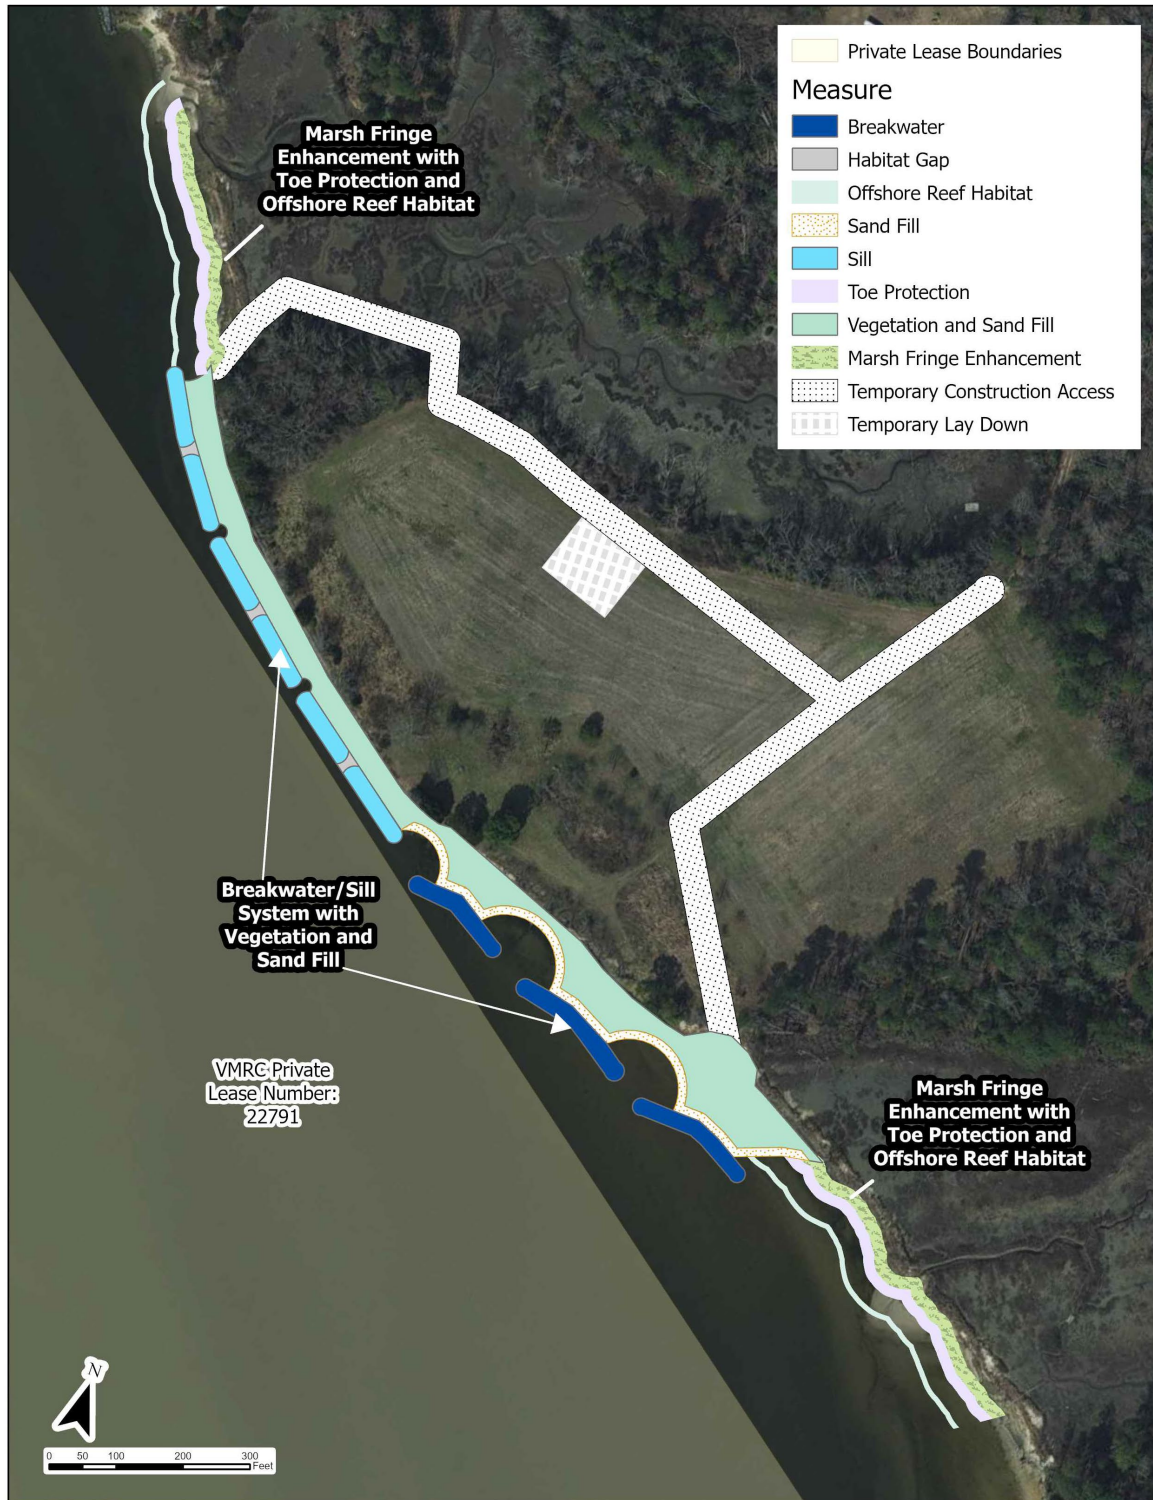 Private Lease Boundaries
Measure
Breakwater
Habitat Gap
Offshore Reef Habitat
Sand Fill
Sill
Toe Protection
Vegetation and Sand Fill
Marsh Fringe Enhancement
Temporary Construction Access
Temporary Lay Down
Marsh Fringe
Enhancement with
Toe Protection and
Offshore Reef Habitat
Breakwater/Sill
System with
Vegetation and
Sand Fill
VMRC Private
Lease Number:
22791
Marsh Fringe
Enhancement with
Toe Protection and
Offshore Reef Habitat
N
0 50 100 200 300
Feet